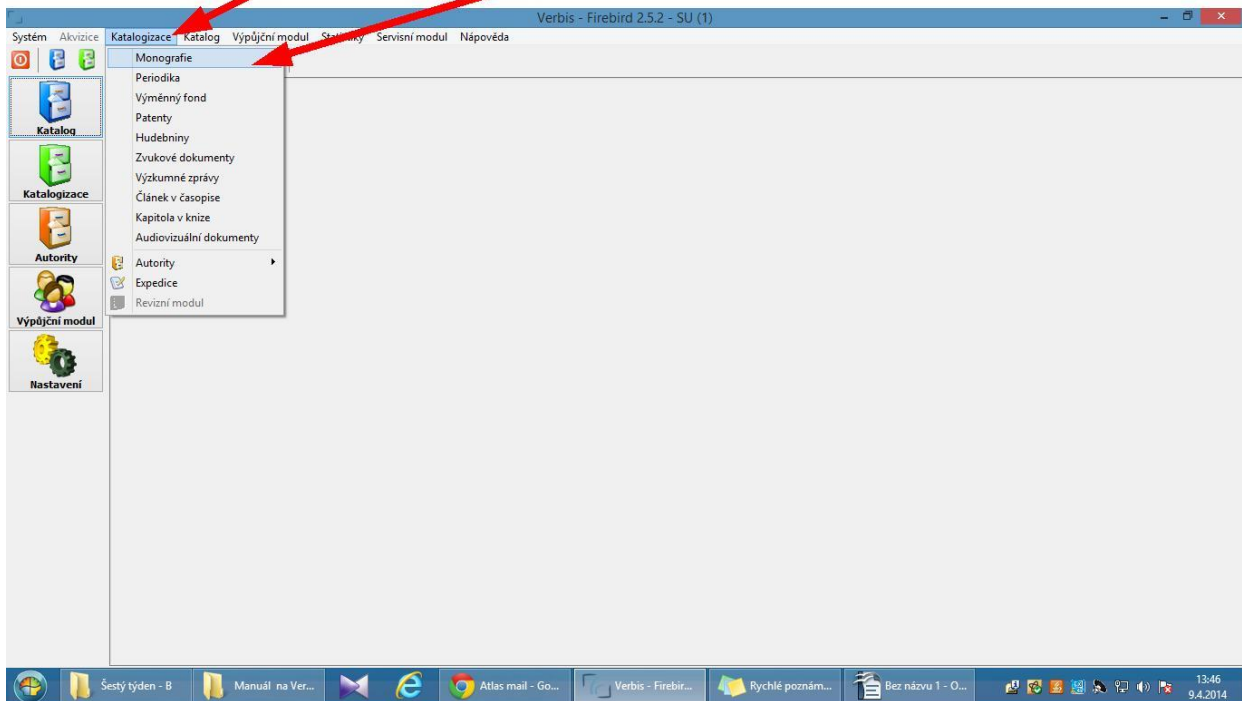 Verbis - Firebird 2.5.2 - SU (1)
Systém Akvizice Katalogizace Katalog Výpůjční modul Statistiky Servisní modul Nápověda
Monografie
Periodika
Výměnný fond
Patenty
Hudebniny
Zvukové dokumenty
Výzkumné zprávy
Článek v časopise
Kapitola v knize
Audiovizuální dokumenty
Autority
Expedice
Revizní modul
Katalog
Katalogizace
Autority
Výpůjční modul
Nastavení
Šestý týden - B Manuál na Ver... Atlas mail - Go... Verbis - Firebir... Rychlé poznám... Bez názvu 1 - O... 13:46
9.4.2014